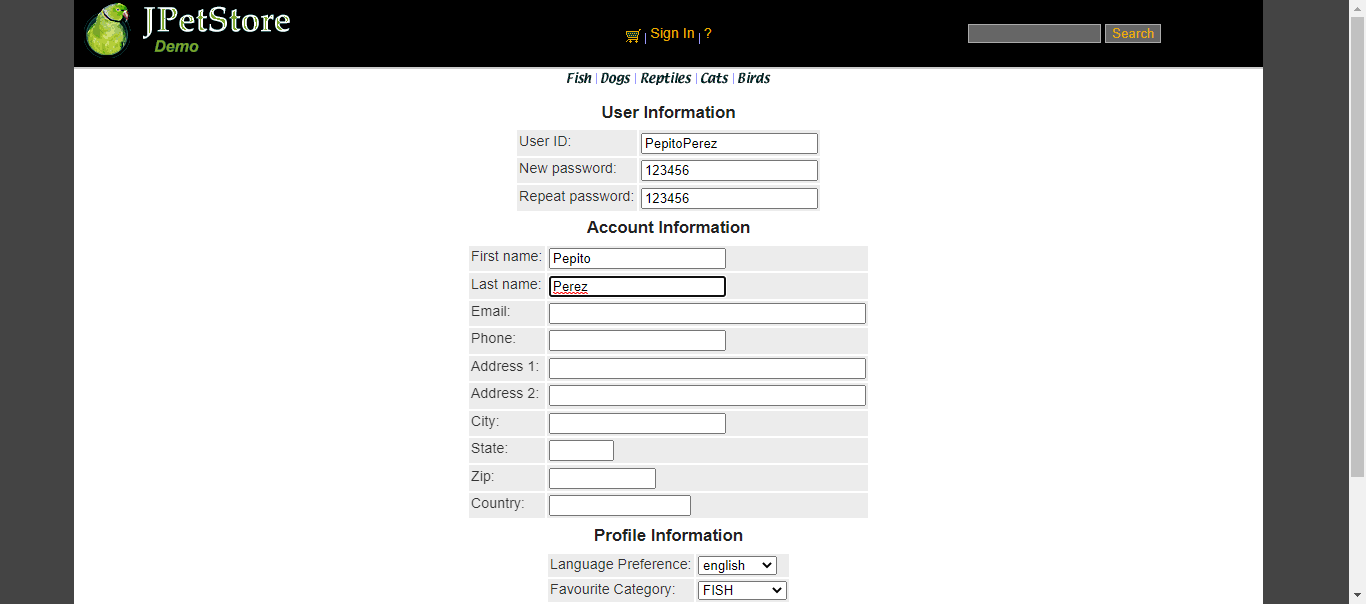 JPetStore
Demo
Sign In | ?
Search
Fish | Dogs | Reptiles | Cats | Birds
User Information
User ID: PepitoPerez
New password: 123456
Repeat password: 123456
Account Information
First name: Pepito
Last name: Perez
Email:
Phone:
Address 1:
Address 2:
City:
State:
Zip:
Country:
Profile Information
Language Preference: english
Favourite Category: FISH